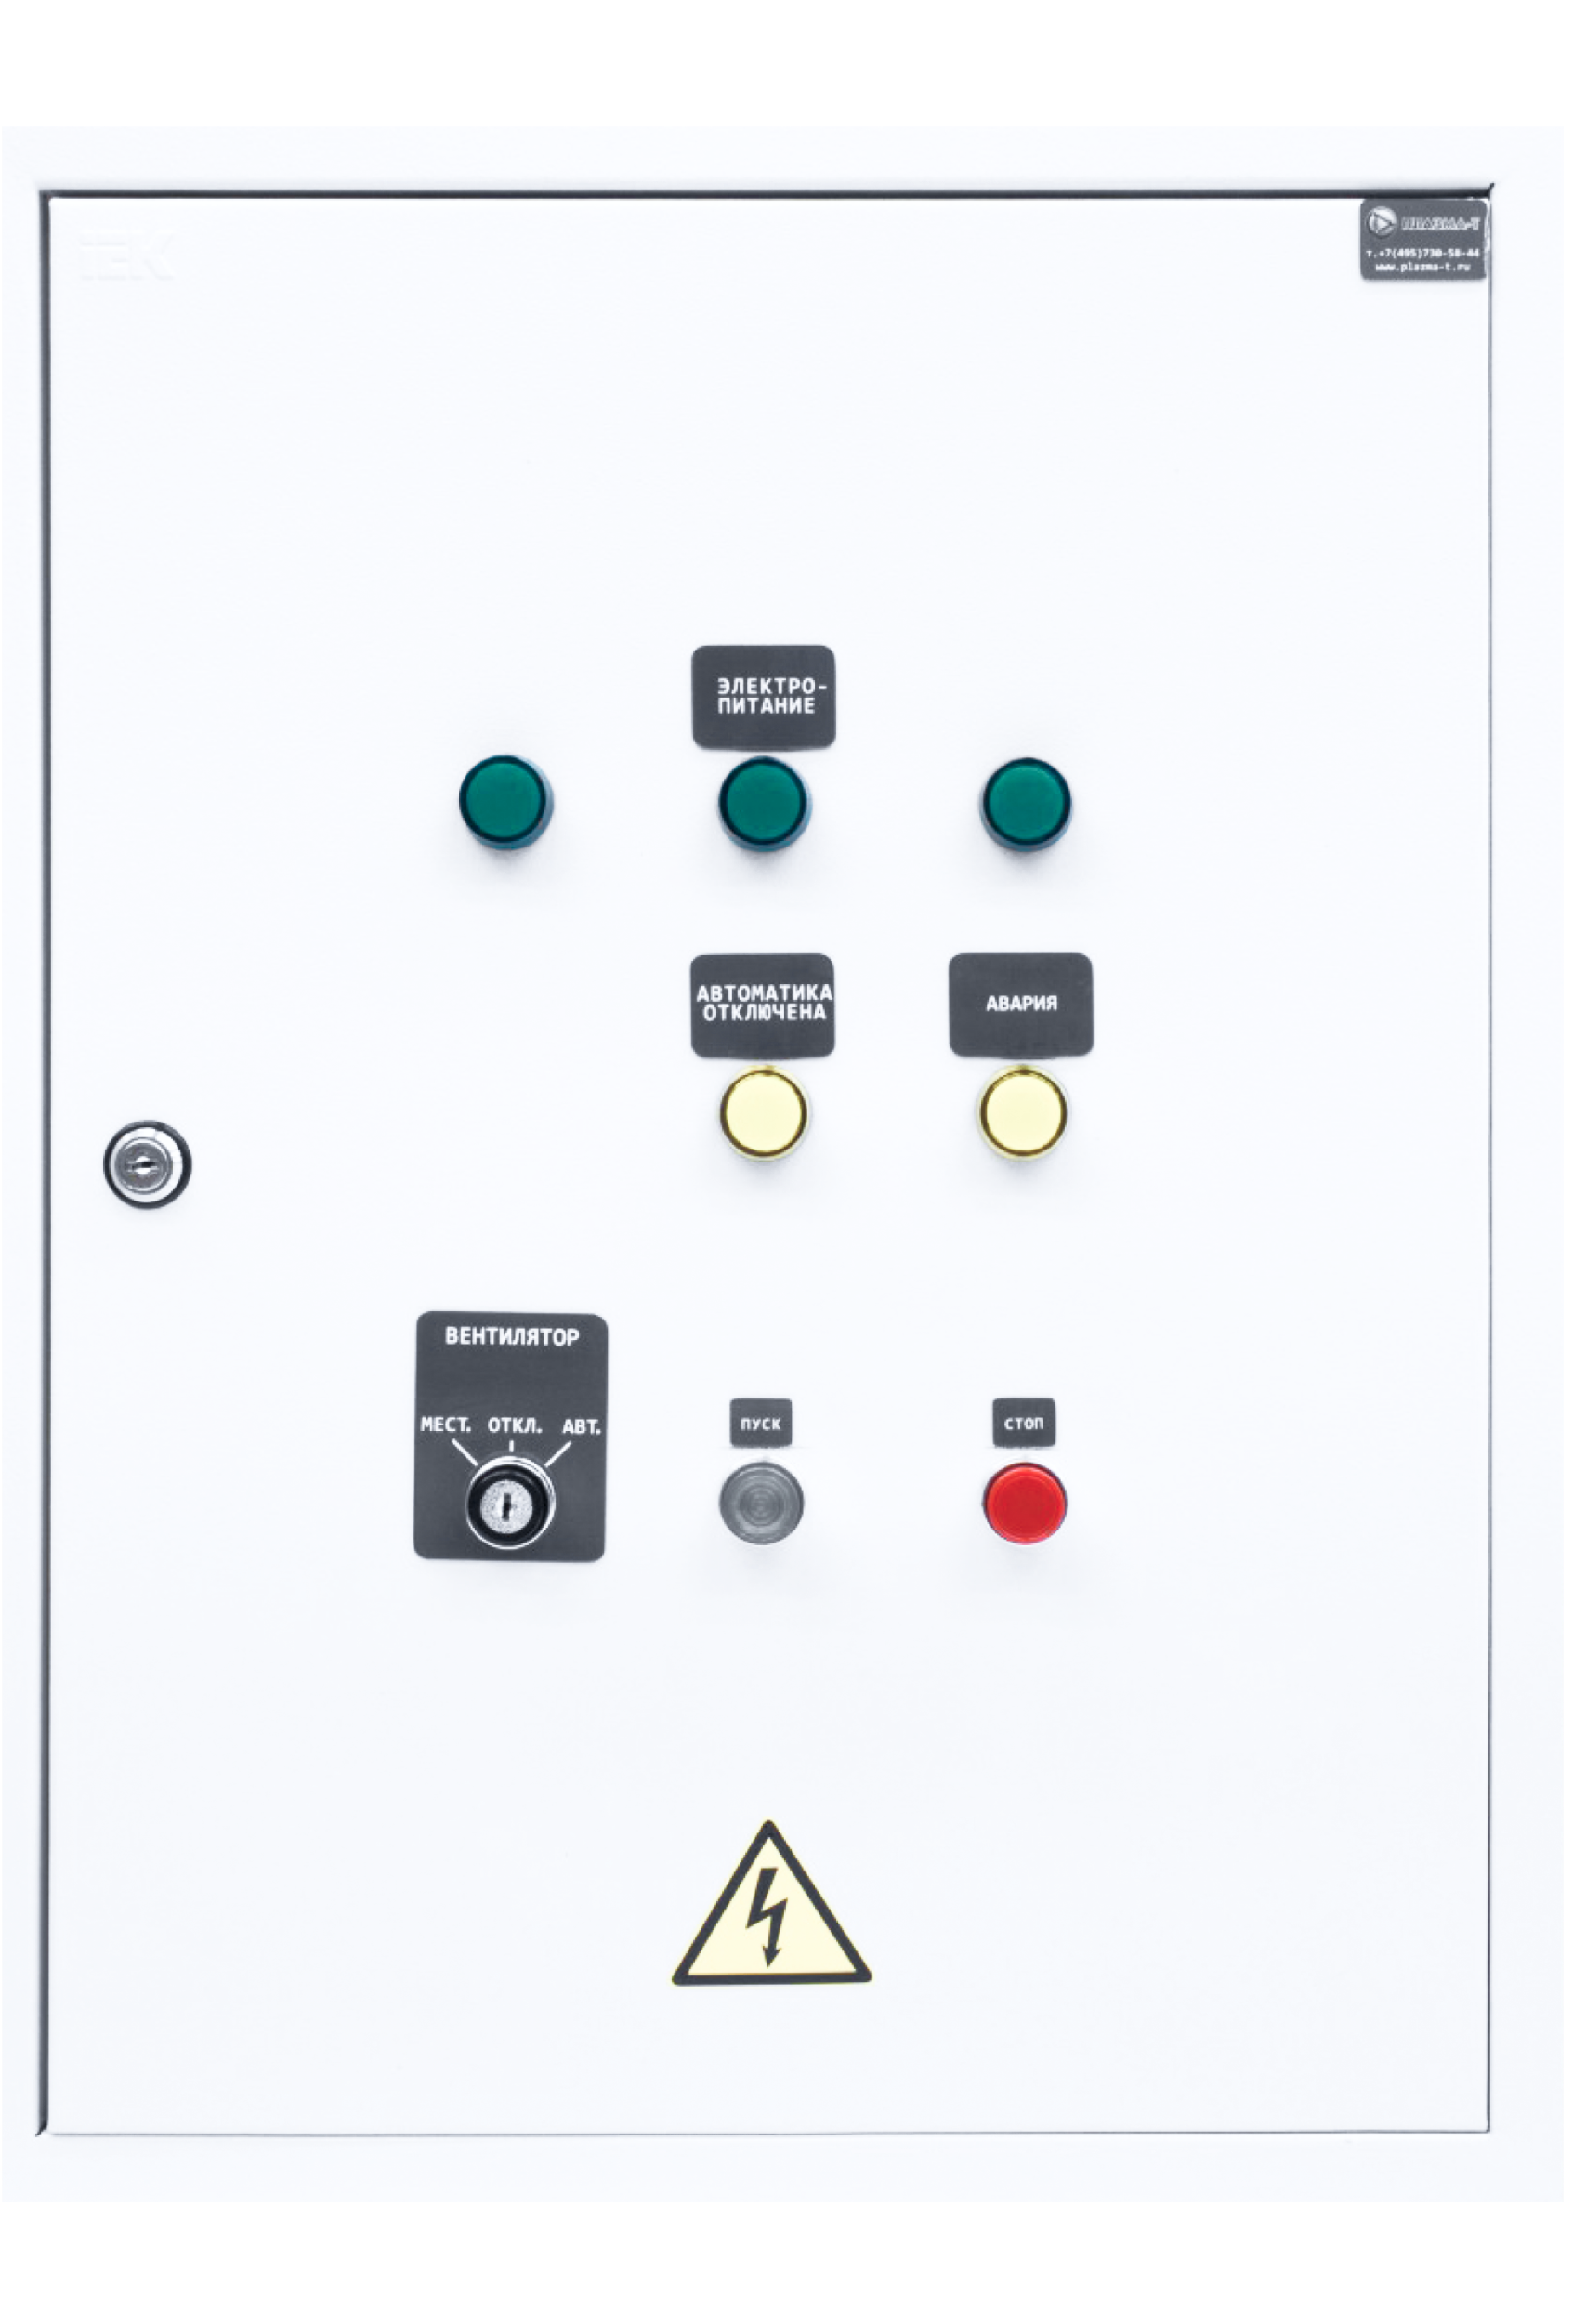 IEK
ПЛАЗМА-Т
т.+7(495)730-58-44
www.plazma-t.ru
ЭЛЕКТРО-
ПИТАНИЕ
АВТОМАТИКА
ОТКЛЮЧЕНА
АВАРИЯ
ВЕНТИЛЯТОР
МЕСТ. ОТКЛ. АВТ.
ПУСК
СТОП